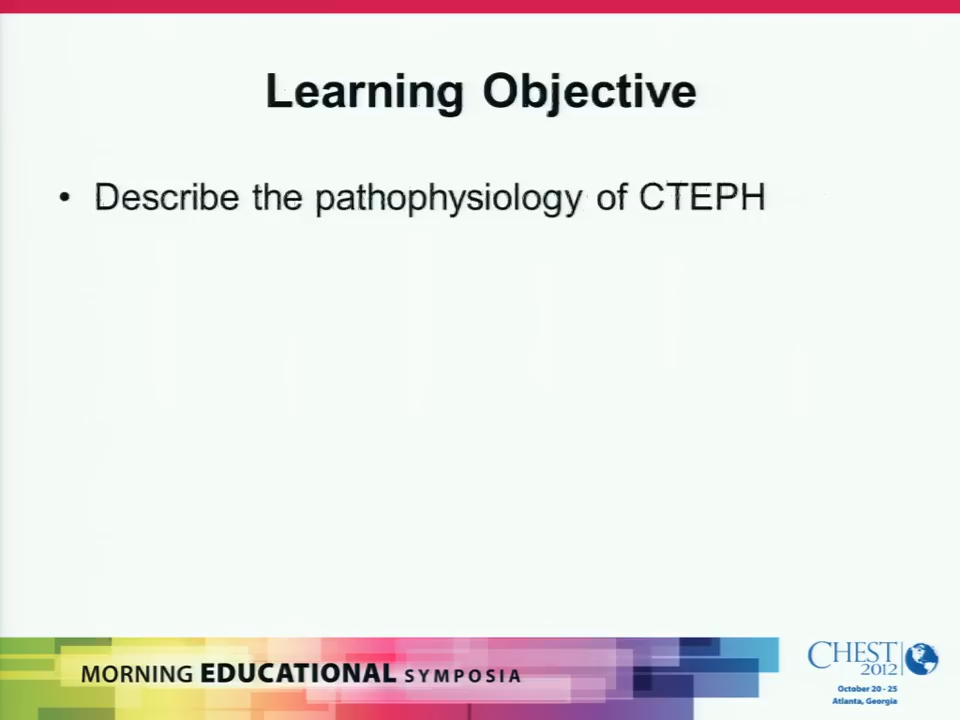 Learning Objective
• Describe the pathophysiology of CTEPH
MORNING EDUCATIONAL SYMPOSIA
CHEST 2012
October 20 - 25
Atlanta, Georgia